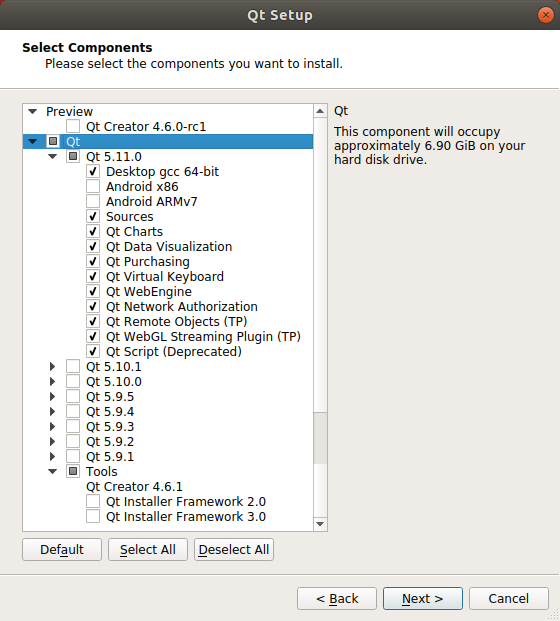 Qt Setup
Select Components
Please select the components you want to install.
Preview
Qt Creator 4.6.0-rc1
Qt
Qt 5.11.0
Desktop gcc 64-bit
Android x86
Android ARMv7
Sources
Qt Charts
Qt Data Visualization
Qt Purchasing
Qt Virtual Keyboard
Qt WebEngine
Qt Network Authorization
Qt Remote Objects (TP)
Qt WebGL Streaming Plugin (TP)
Qt Script (Deprecated)
Qt 5.10.1
Qt 5.10.0
Qt 5.9.5
Qt 5.9.4
Qt 5.9.3
Qt 5.9.2
Qt 5.9.1
Tools
Qt Creator 4.6.1
Qt Installer Framework 2.0
Qt Installer Framework 3.0
Qt
This component will occupy
approximately 6.90 GiB on your
hard disk drive.
Default Select All Deselect All
< Back Next > Cancel